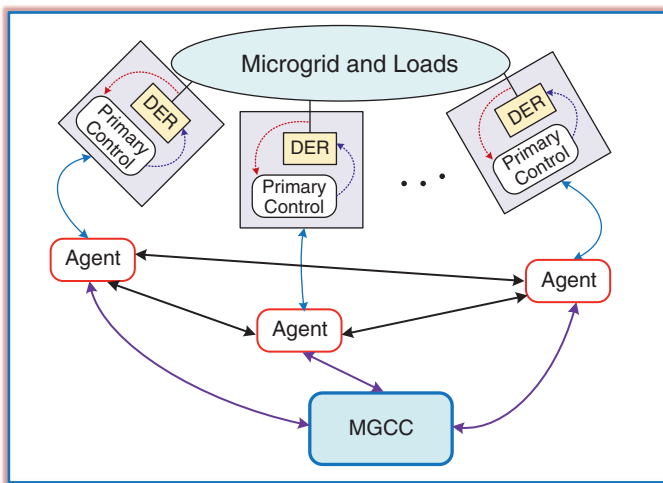 Microgrid and Loads
DER
Primary
Control
DER
Primary
Control
DER
Primary
Control
. . .
Agent
Agent
Agent
MGCC